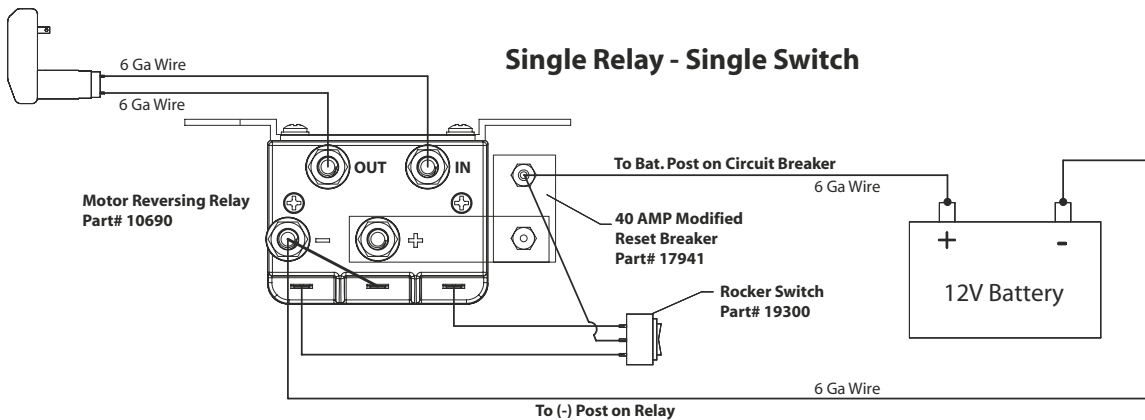 Single Relay - Single Switch
6 Ga Wire
6 Ga Wire
OUT
IN
To Bat. Post on Circuit Breaker
6 Ga Wire
Motor Reversing Relay
Part# 10690
40 AMP Modified
Reset Breaker
Part# 17941
- +
+ -
12V Battery
Rocker Switch
Part# 19300
6 Ga Wire
To (-) Post on Relay